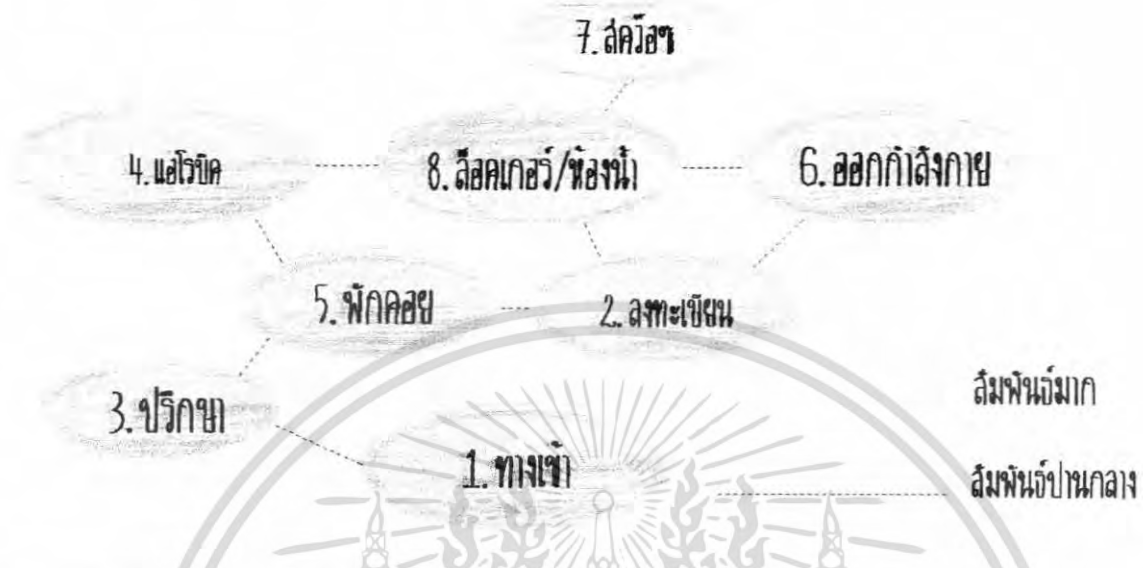 7. สควอซ
4. แอโรบิค
8. ล็อคเกอร์/ห้องน้ำ
6. ออกกำลังกาย
5. พักคอย
2. ลงทะเบียน
3. ปรึกษา
1. ทางเข้า
สัมพันธ์มาก
สัมพันธ์ปานกลาง